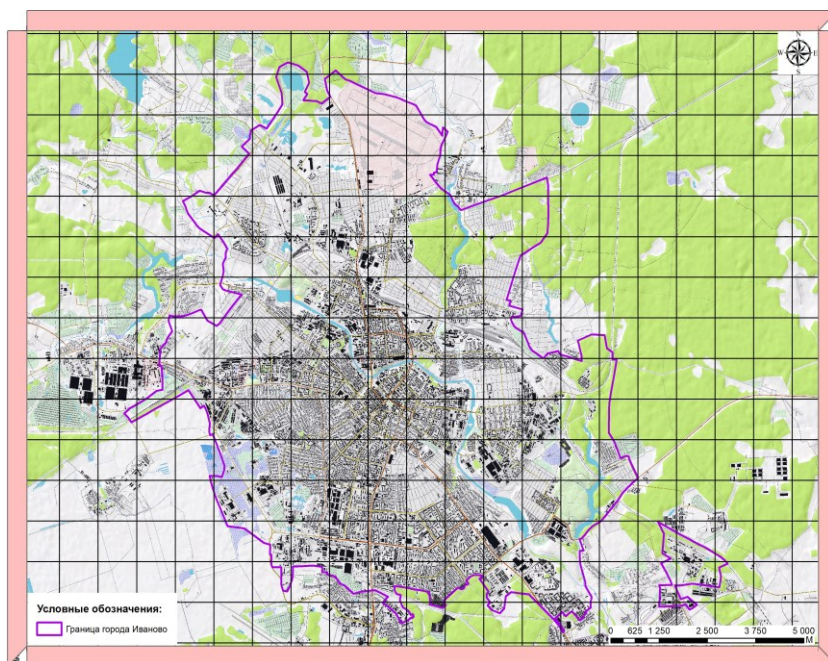 N
W E
S
Условные обозначения:
Граница города Иваново
0 625 1 250 2 500 3 750 5 000
М